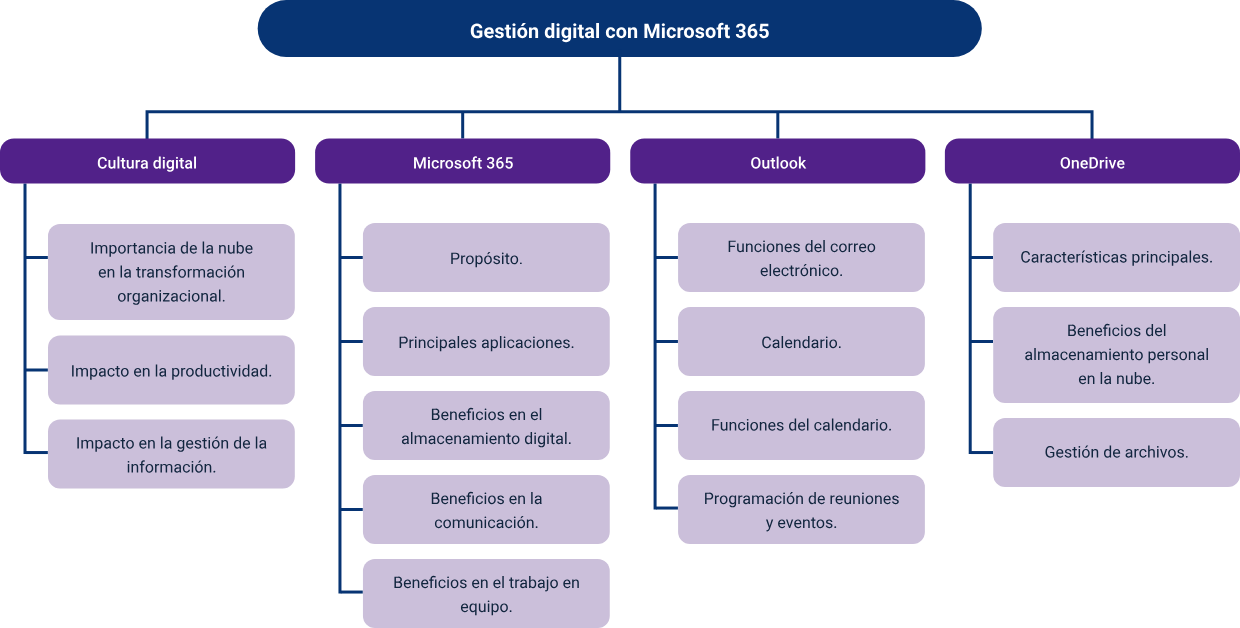 Gestión digital con Microsoft 365
Cultura digital
Importancia de la nube
en la transformación
organizacional.
Impacto en la productividad.
Impacto en la gestión de la
información.
Microsoft 365
Propósito.
Principales aplicaciones.
Beneficios en el
almacenamiento digital.
Beneficios en la
comunicación.
Beneficios en el trabajo en
equipo.
Outlook
Funciones del correo
electrónico.
Calendario.
Funciones del calendario.
Programación de reuniones
y eventos.
OneDrive
Características principales.
Beneficios del
almacenamiento personal
en la nube.
Gestión de archivos.